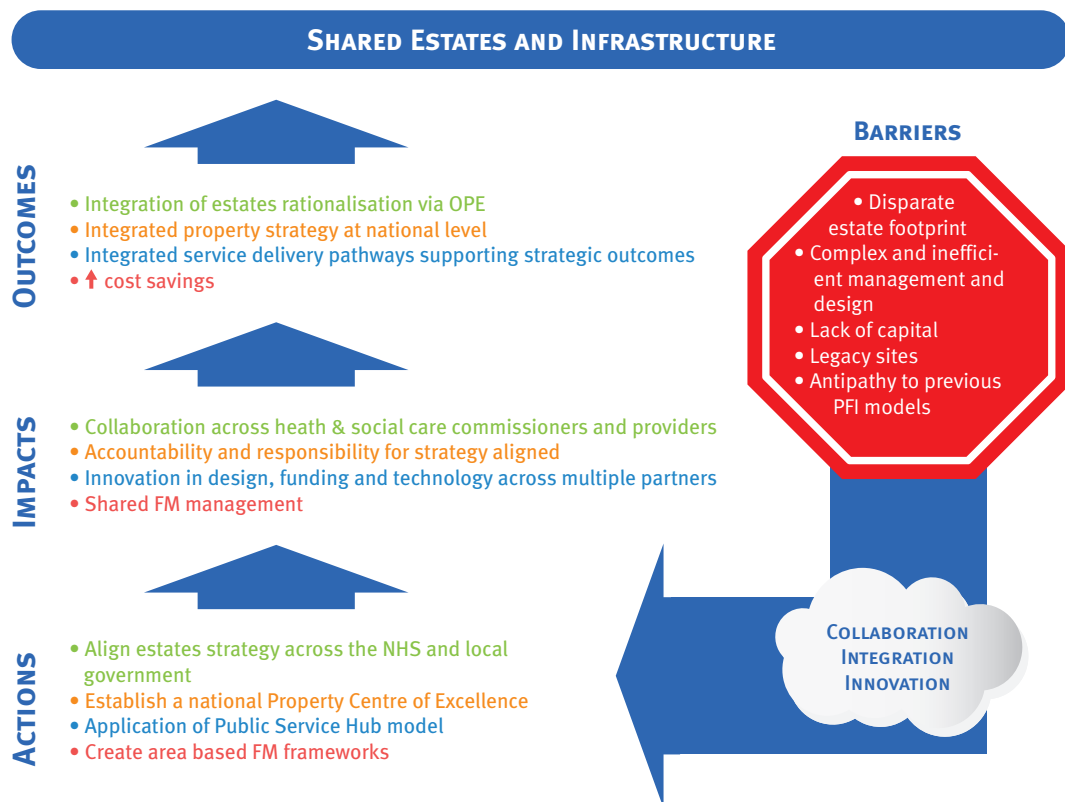 SHARED ESTATES AND INFRASTRUCTURE
OUTCOMES
• Integration of estates rationalisation via OPE
• Integrated property strategy at national level
• Integrated service delivery pathways supporting strategic outcomes
• ↑ cost savings
IMPACTS
• Collaboration across heath & social care commissioners and providers
• Accountability and responsibility for strategy aligned
• Innovation in design, funding and technology across multiple partners
• Shared FM management
ACTIONS
• Align estates strategy across the NHS and local
government
• Establish a national Property Centre of Excellence
• Application of Public Service Hub model
• Create area based FM frameworks
BARRIERS
• Disparate
estate footprint
• Complex and ineffici-
ent management and
design
• Lack of capital
• Legacy sites
• Antipathy to previous
PFI models
COLLABORATION
INTEGRATION
INNOVATION